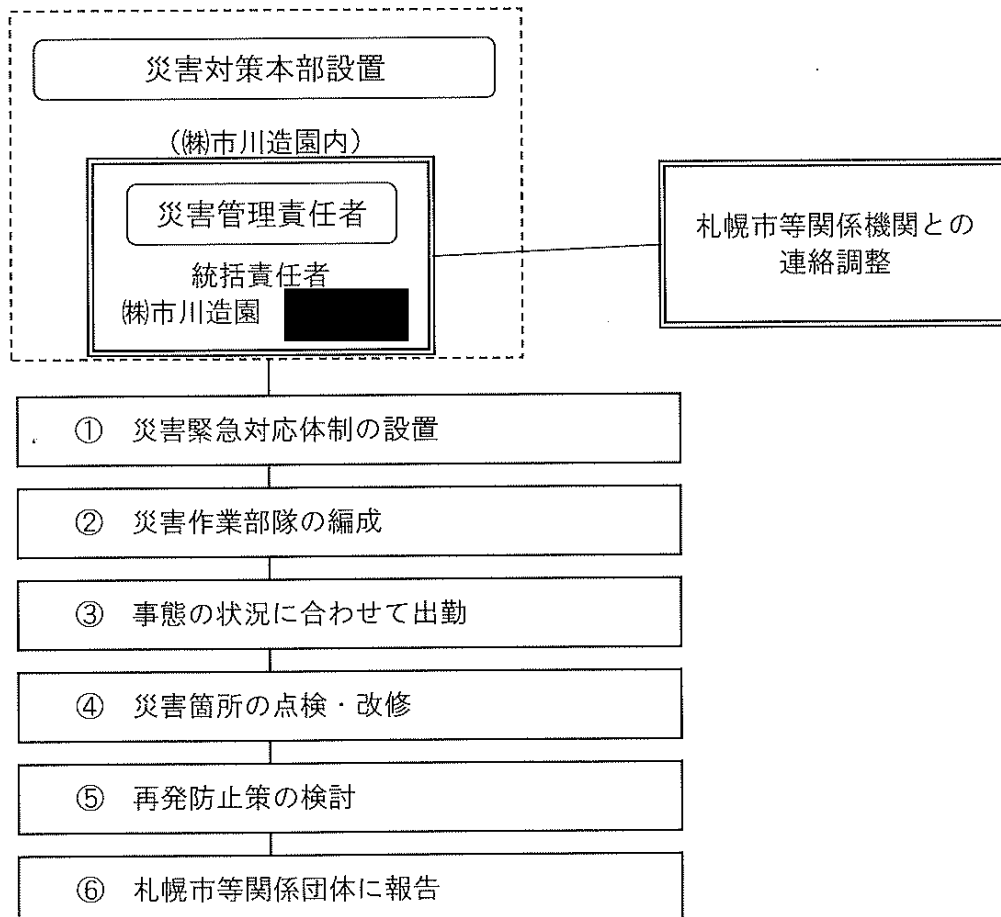 災害対策本部設置
（㈱市川造園内）
災害管理責任者
統括責任者
㈱市川造園
札幌市等関係機関との
連絡調整
① 災害緊急対応体制の設置
② 災害作業部隊の編成
③ 事態の状況に合わせて出勤
④ 災害箇所の点検・改修
⑤ 再発防止策の検討
⑥ 札幌市等関係団体に報告